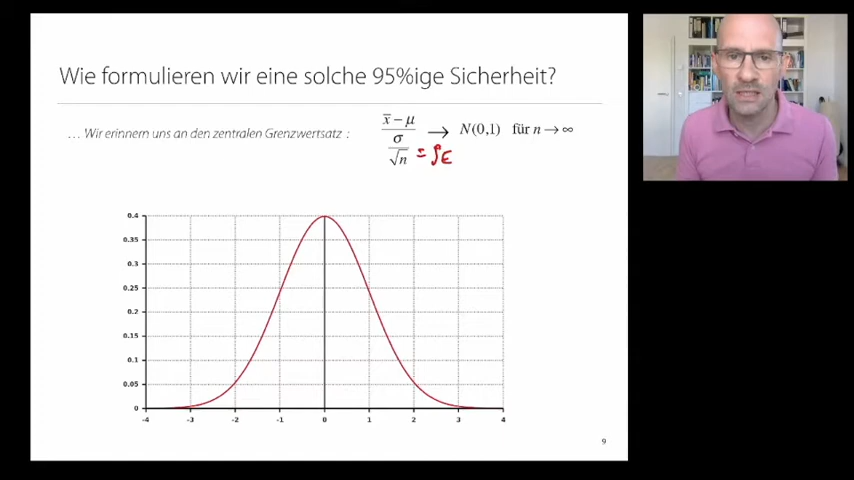 Wie formulieren wir eine solche 95%ige Sicherheit?
... Wir erinnern uns an den zentralen Grenzwertsatz :
x̄ − μ
σ
√n
= SE
→ N(0,1) für n → ∞
0.4
0.35
0.3
0.25
0.2
0.15
0.1
0.05
0
-4 -3 -2 -1 0 1 2 3 4
9